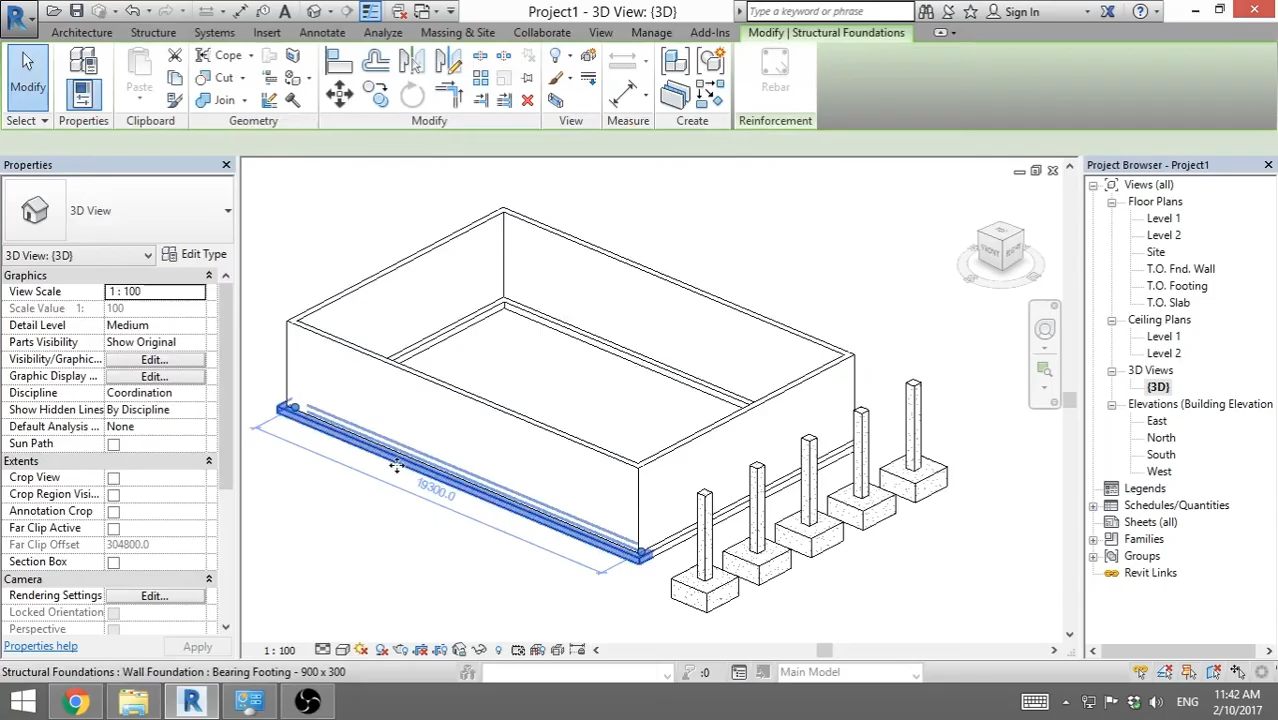 Project1 - 3D View: {3D}
Type a keyword or phrase
Sign In
Architecture Structure Systems Insert Annotate Analyze Massing & Site Collaborate View Manage Add-Ins Modify | Structural Foundations
Modify
Paste
Cope
Cut
Join
Rebar
Select Properties Clipboard Geometry Modify View Measure Create Reinforcement
Properties
3D View
3D View: {3D} Edit Type
Graphics
View Scale 1 : 100
Scale Value 1: 100
Detail Level Medium
Parts Visibility Show Original
Visibility/Graphic... Edit...
Graphic Display ... Edit...
Discipline Coordination
Show Hidden Lines By Discipline
Default Analysis ... None
Sun Path
Extents
Crop View
Crop Region Visi...
Annotation Crop
Far Clip Active
Far Clip Offset 304800.0
Section Box
Camera
Rendering Settings Edit...
Locked Orientation
Perspective
Properties help Apply
19300.0
FRONT
RIGHT
1 : 100
Project Browser - Project1
Views (all)
Floor Plans
Level 1
Level 2
Site
T.O. Fnd. Wall
T.O. Footing
T.O. Slab
Ceiling Plans
Level 1
Level 2
3D Views
{3D}
Elevations (Building Elevation
East
North
South
West
Legends
Schedules/Quantities
Sheets (all)
Families
Groups
Revit Links
Structural Foundations : Wall Foundation : Bearing Footing - 900 x 300
:0
Main Model
ENG
11:42 AM
2/10/2017